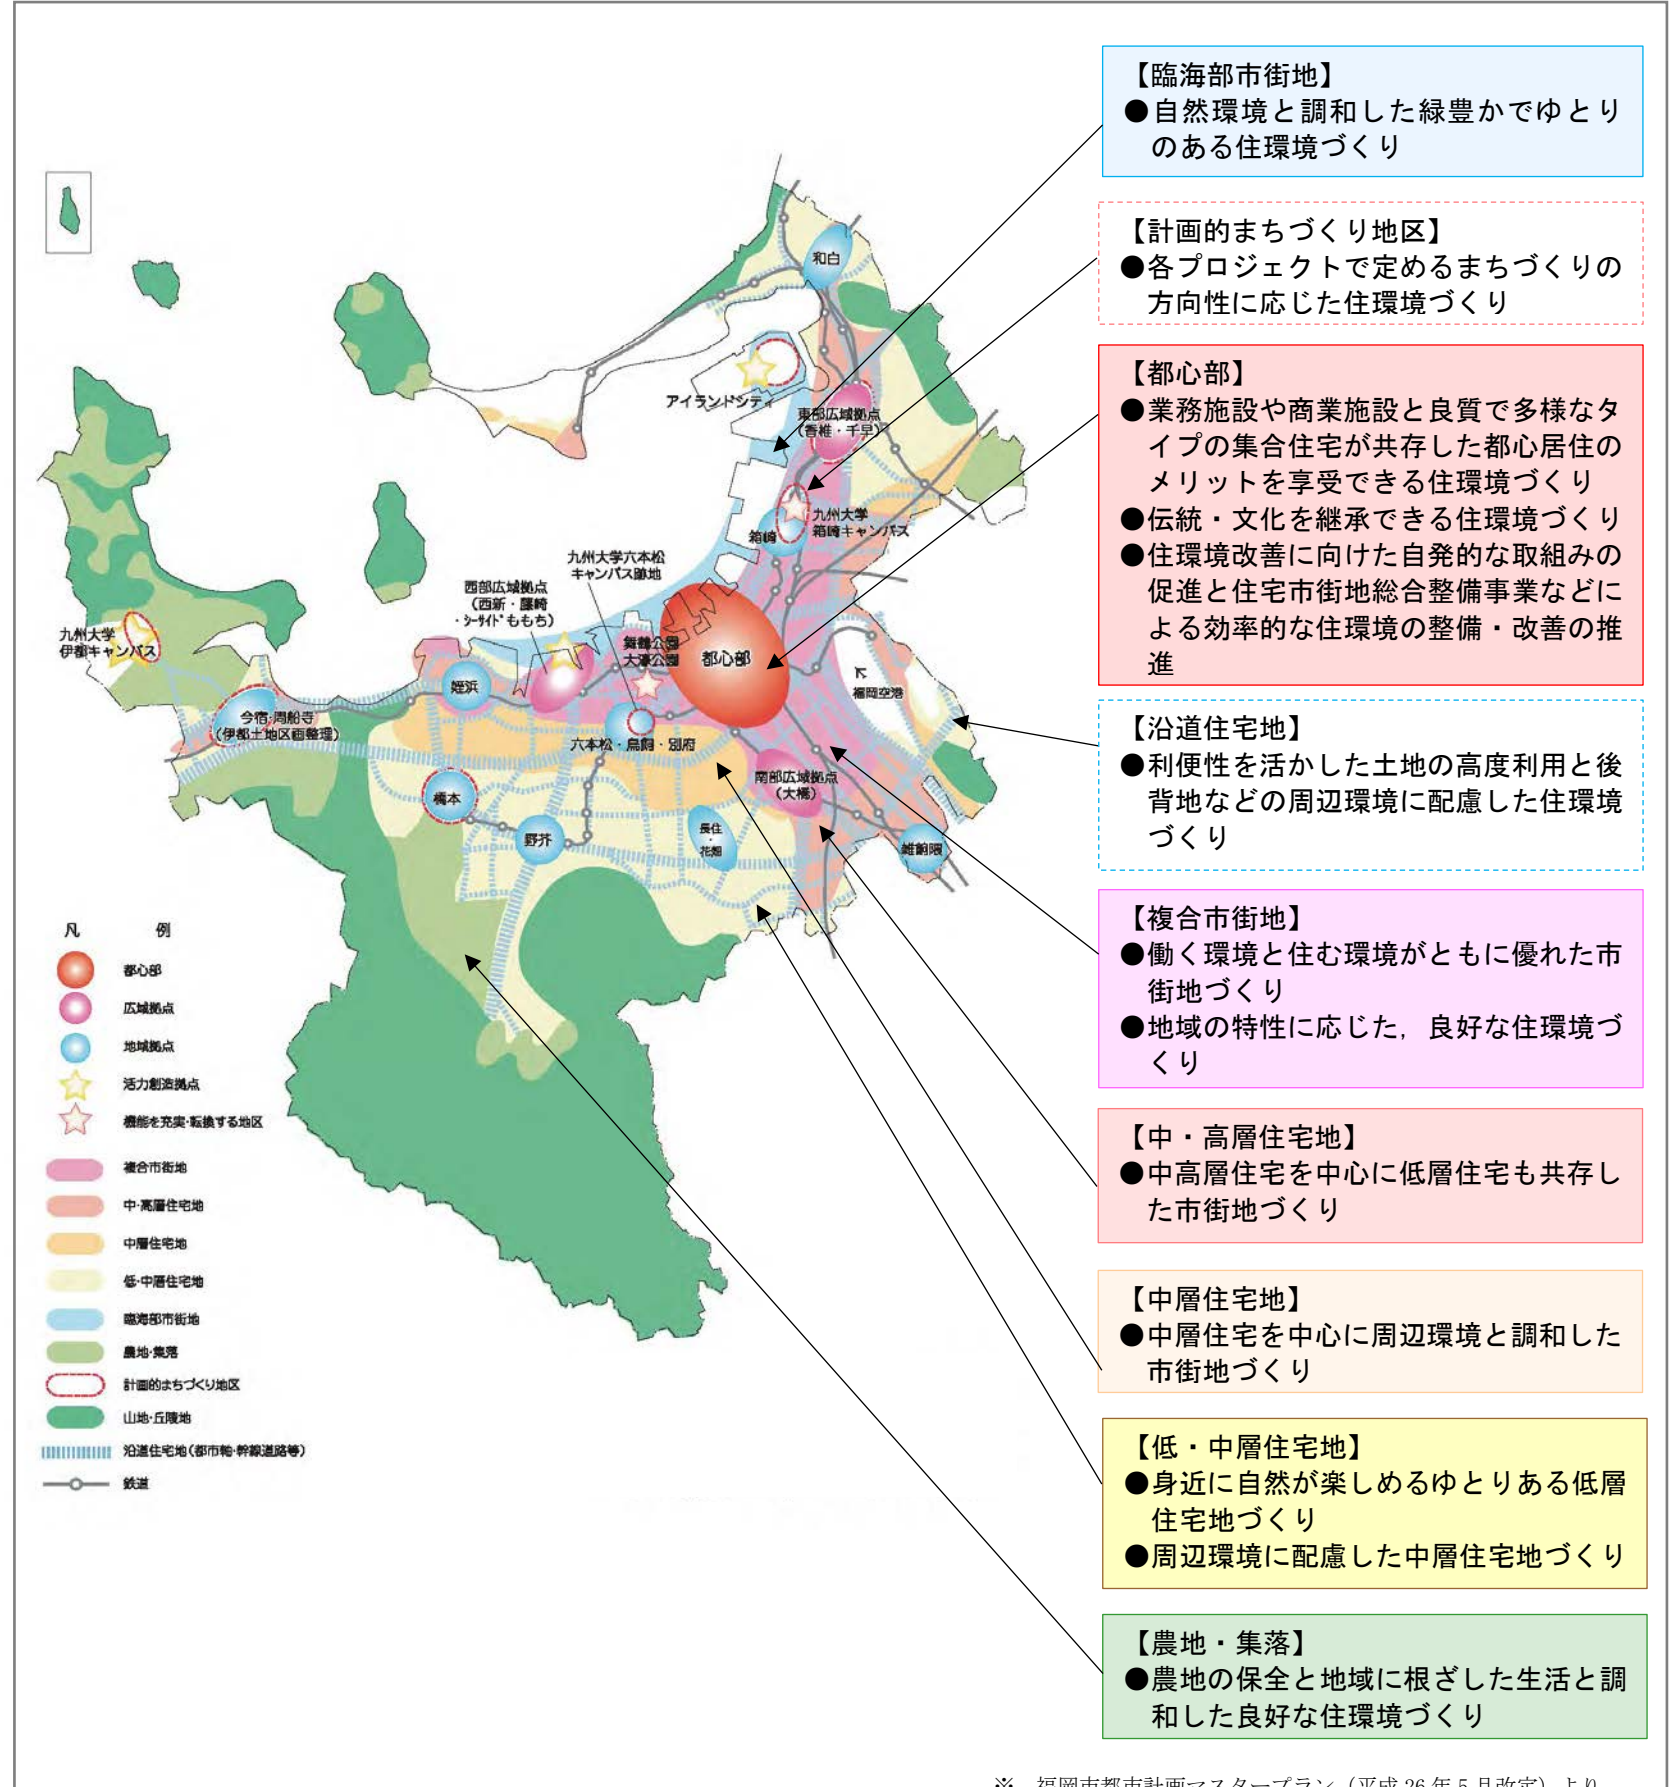 【臨海部市街地】
●自然環境と調和した緑豊かでゆとり
のある住環境づくり
【計画的まちづくり地区】
●各プロジェクトで定めるまちづくりの
方向性に応じた住環境づくり
【都心部】
●業務施設や商業施設と良質で多様なタ
イプの集合住宅が共存した都心居住の
メリットを享受できる住環境づくり
●伝統・文化を継承できる住環境づくり
●住環境改善に向けた自発的な取組みの
促進と住宅市街地総合整備事業などに
よる効率的な住環境の整備・改善の推
進
【沿道住宅地】
●利便性を活かした土地の高度利用と後
背地などの周辺環境に配慮した住環境
づくり
【複合市街地】
●働く環境と住む環境がともに優れた市
街地づくり
●地域の特性に応じた，良好な住環境づ
くり
【中・高層住宅地】
●中高層住宅を中心に低層住宅も共存し
た市街地づくり
【中層住宅地】
●中層住宅を中心に周辺環境と調和した
市街地づくり
【低・中層住宅地】
●身近に自然が楽しめるゆとりある低層
住宅地づくり
●周辺環境に配慮した中層住宅地づくり
【農地・集落】
●農地の保全と地域に根ざした生活と調
和した良好な住環境づくり
和白
アイランドシティ
東部広域拠点
（香椎・千早）
九州大学
箱崎キャンパス
箱崎
九州大学六本松
キャンパス跡地
西部広域拠点
（西新・藤崎
・シーサイドももち）
舞鶴公園
大濠公園
都心部
福岡空港
九州大学
伊都キャンパス
姪浜
今宿・周船寺
（伊都土地区画整理）
六本松・鳥飼・別府
南部広域拠点
（大橋）
橋本
野芥
長住
・
花畑
雑餉隈
凡　例
都心部
広域拠点
地域拠点
活力創造拠点
機能を充実・転換する地区
複合市街地
中・高層住宅地
中層住宅地
低・中層住宅地
臨海部市街地
農地・集落
計画的まちづくり地区
山地・丘陵地
沿道住宅地（都市軸・幹線道路等）
鉄道
※　福岡市都市計画マスタープラン（平成 26 年 5 月改定）より